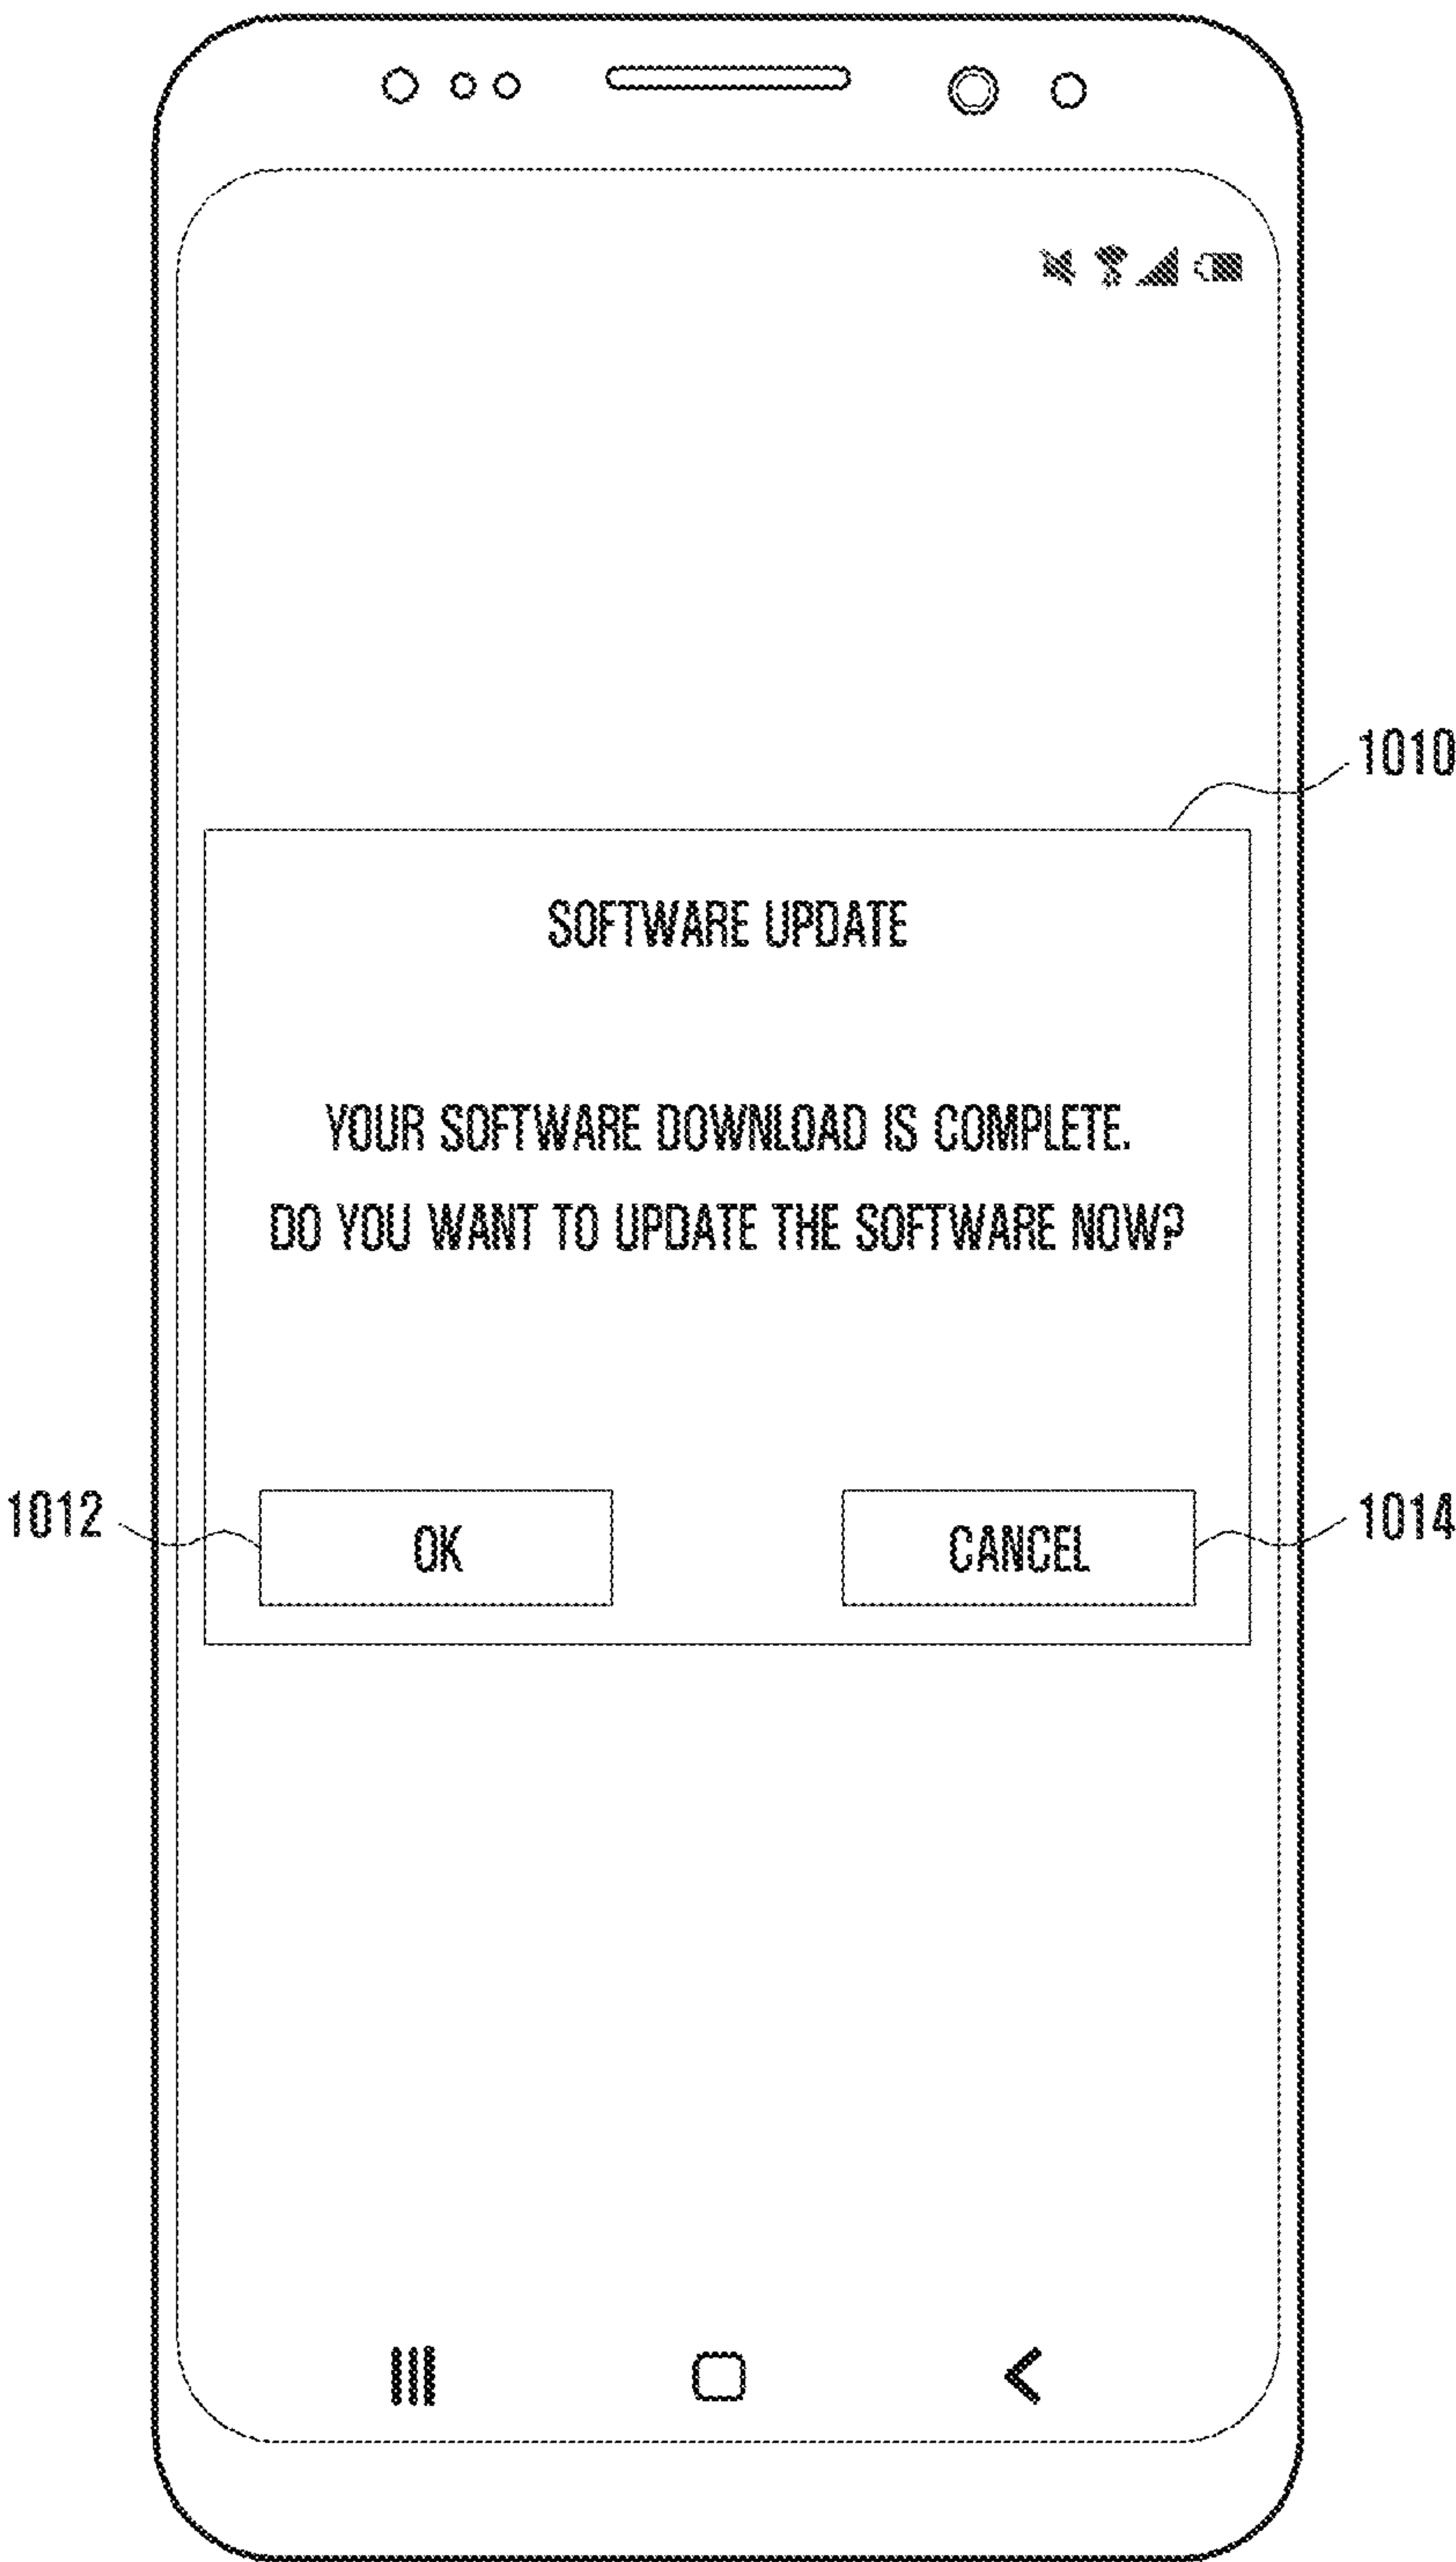 1010
SOFTWARE UPDATE
YOUR SOFTWARE DOWNLOAD IS COMPLETE.
DO YOU WANT TO UPDATE THE SOFTWARE NOW?
1012
OK
CANCEL
1014